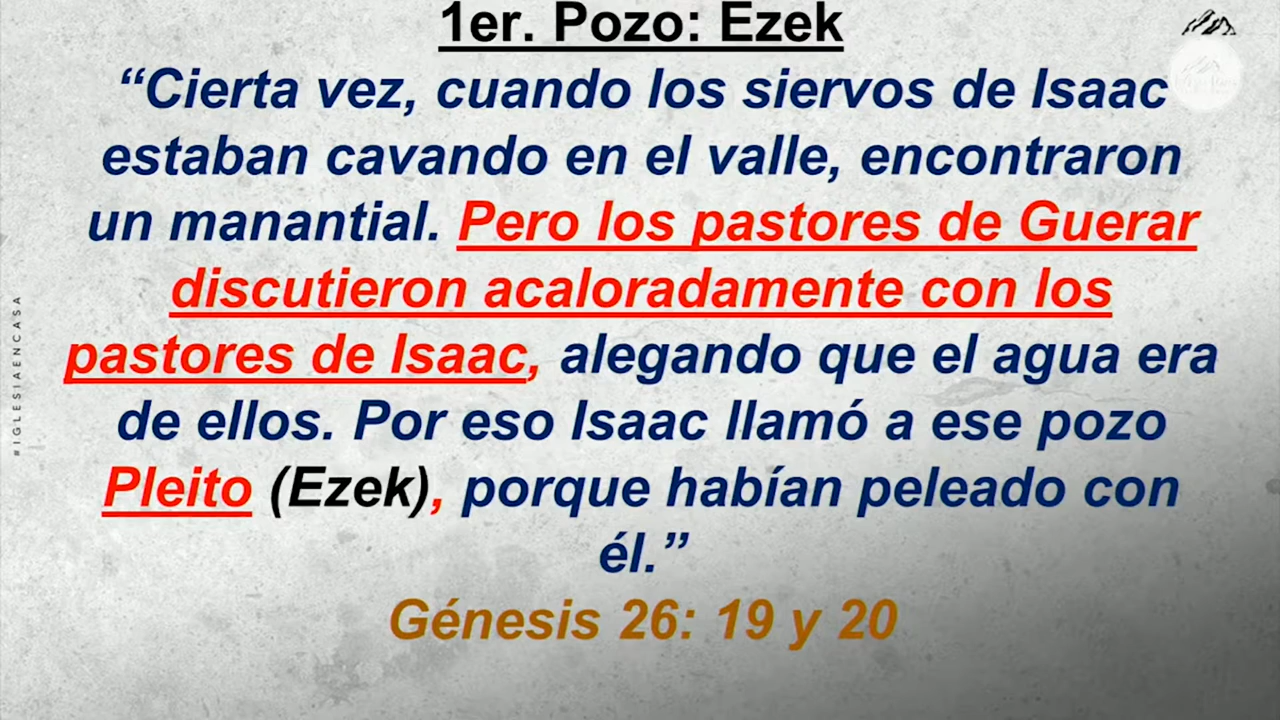 1er. Pozo: Ezek
“Cierta vez, cuando los siervos de Isaac
estaban cavando en el valle, encontraron
un manantial. Pero los pastores de Guerar
discutieron acaloradamente con los
pastores de Isaac, alegando que el agua era
de ellos. Por eso Isaac llamó a ese pozo
Pleito (Ezek), porque habían peleado con
él.”
Génesis 26: 19 y 20
#IGLESIAENCASA